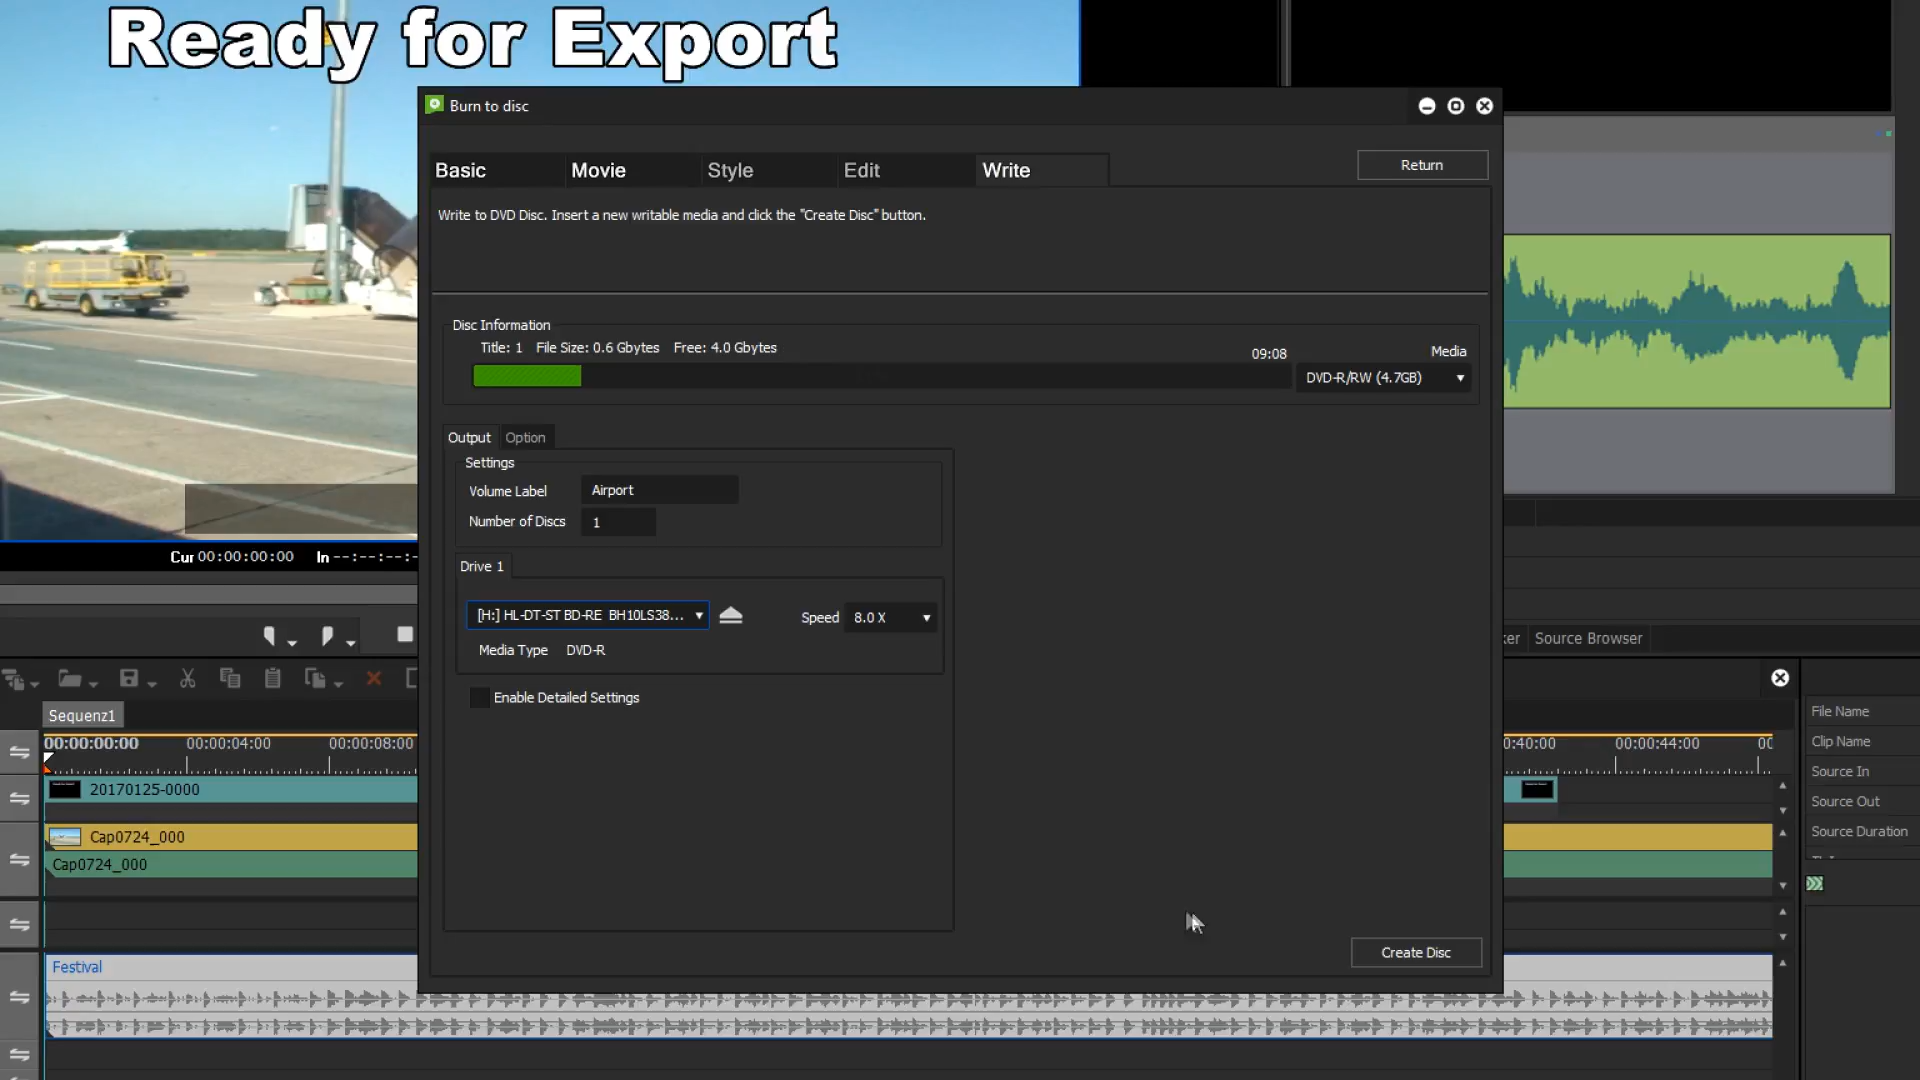 Ready for Export
Burn to disc
Basic
Movie
Style
Edit
Write
Return
Write to DVD Disc. Insert a new writable media and click the "Create Disc" button.
Disc Information
Title: 1 File Size: 0.6 Gbytes Free: 4.0 Gbytes
09:08
Media
DVD-R/RW (4.7GB)
Output
Option
Settings
Volume Label
Airport
Number of Discs
1
Drive 1
[H:] HL-DT-ST BD-RE BH10LS38...
Speed
8.0 X
Media Type
DVD-R
Enable Detailed Settings
Create Disc
Cur 00:00:00:00 In --:--:--:-
Source Browser
Sequenz1
00:00:00:00
00:00:04:00
00:00:08:00
0:40:00
00:00:44:00
20170125-0000
Cap0724_000
Cap0724_000
Festival
File Name
Clip Name
Source In
Source Out
Source Duration